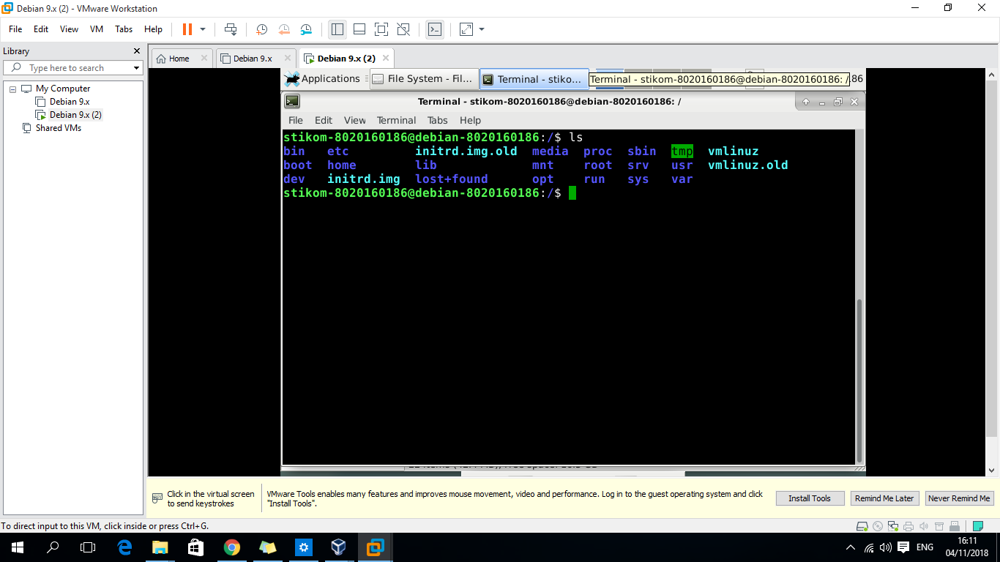 Debian 9.x (2) - VMware Workstation
File Edit View VM Tabs Help
Library
Type here to search
My Computer
Debian 9.x
Debian 9.x (2)
Shared VMs
Home Debian 9.x Debian 9.x (2)
Applications File System - Fil... Terminal - stiko... Terminal - stikom-8020160186@debian-8020160186: / 86
Terminal - stikom-8020160186@debian-8020160186: /
File Edit View Terminal Tabs Help
stikom-8020160186@debian-8020160186:/$ ls
bin etc initrd.img.old media proc sbin tmp vmlinuz
boot home lib mnt root srv usr vmlinuz.old
dev initrd.img lost+found opt run sys var
stikom-8020160186@debian-8020160186:/$
Click in the virtual screen
to send keystrokes
VMware Tools enables many features and improves mouse movement, video and performance. Log in to the guest operating system and click
"Install Tools".
Install Tools Remind Me Later Never Remind Me
To direct input to this VM, click inside or press Ctrl+G.
ENG
16:11
04/11/2018